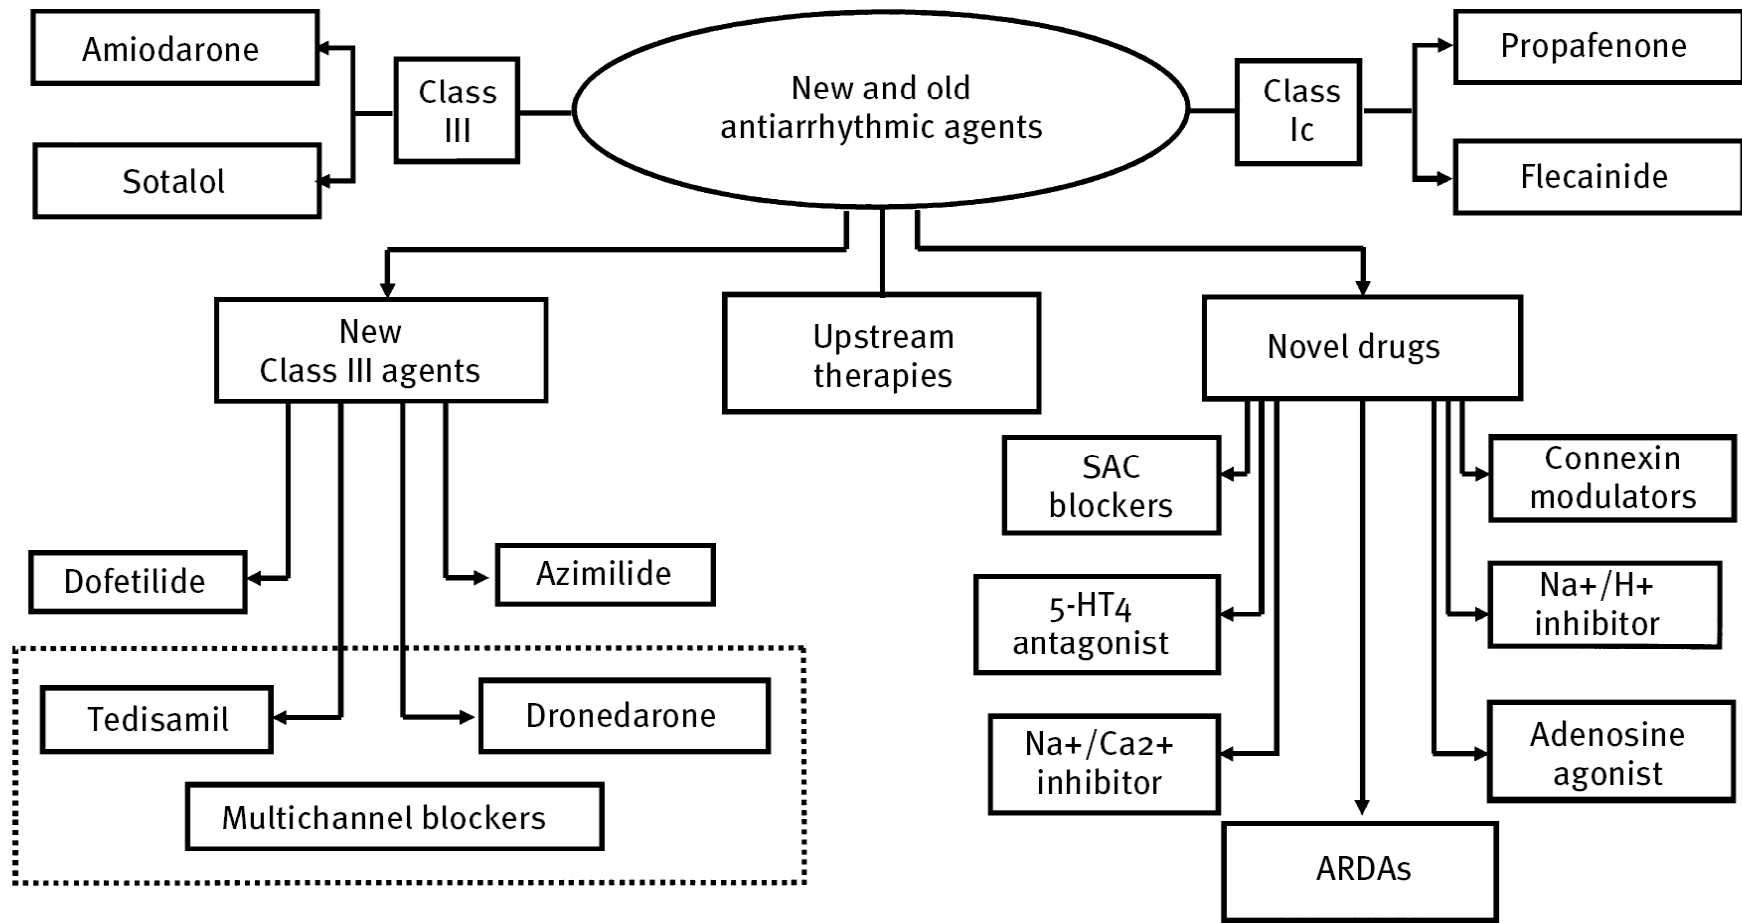 Amiodarone
Class
III
Sotalol
New and old
antiarrhythmic agents
Class
Ic
Propafenone
Flecainide
New
Class III agents
Upstream
therapies
Novel drugs
Dofetilide
Azimilide
Tedisamil
Dronedarone
Multichannel blockers
SAC
blockers
5-HT4
antagonist
Na+/Ca2+
inhibitor
Connexin
modulators
Na+/H+
inhibitor
Adenosine
agonist
ARDAs